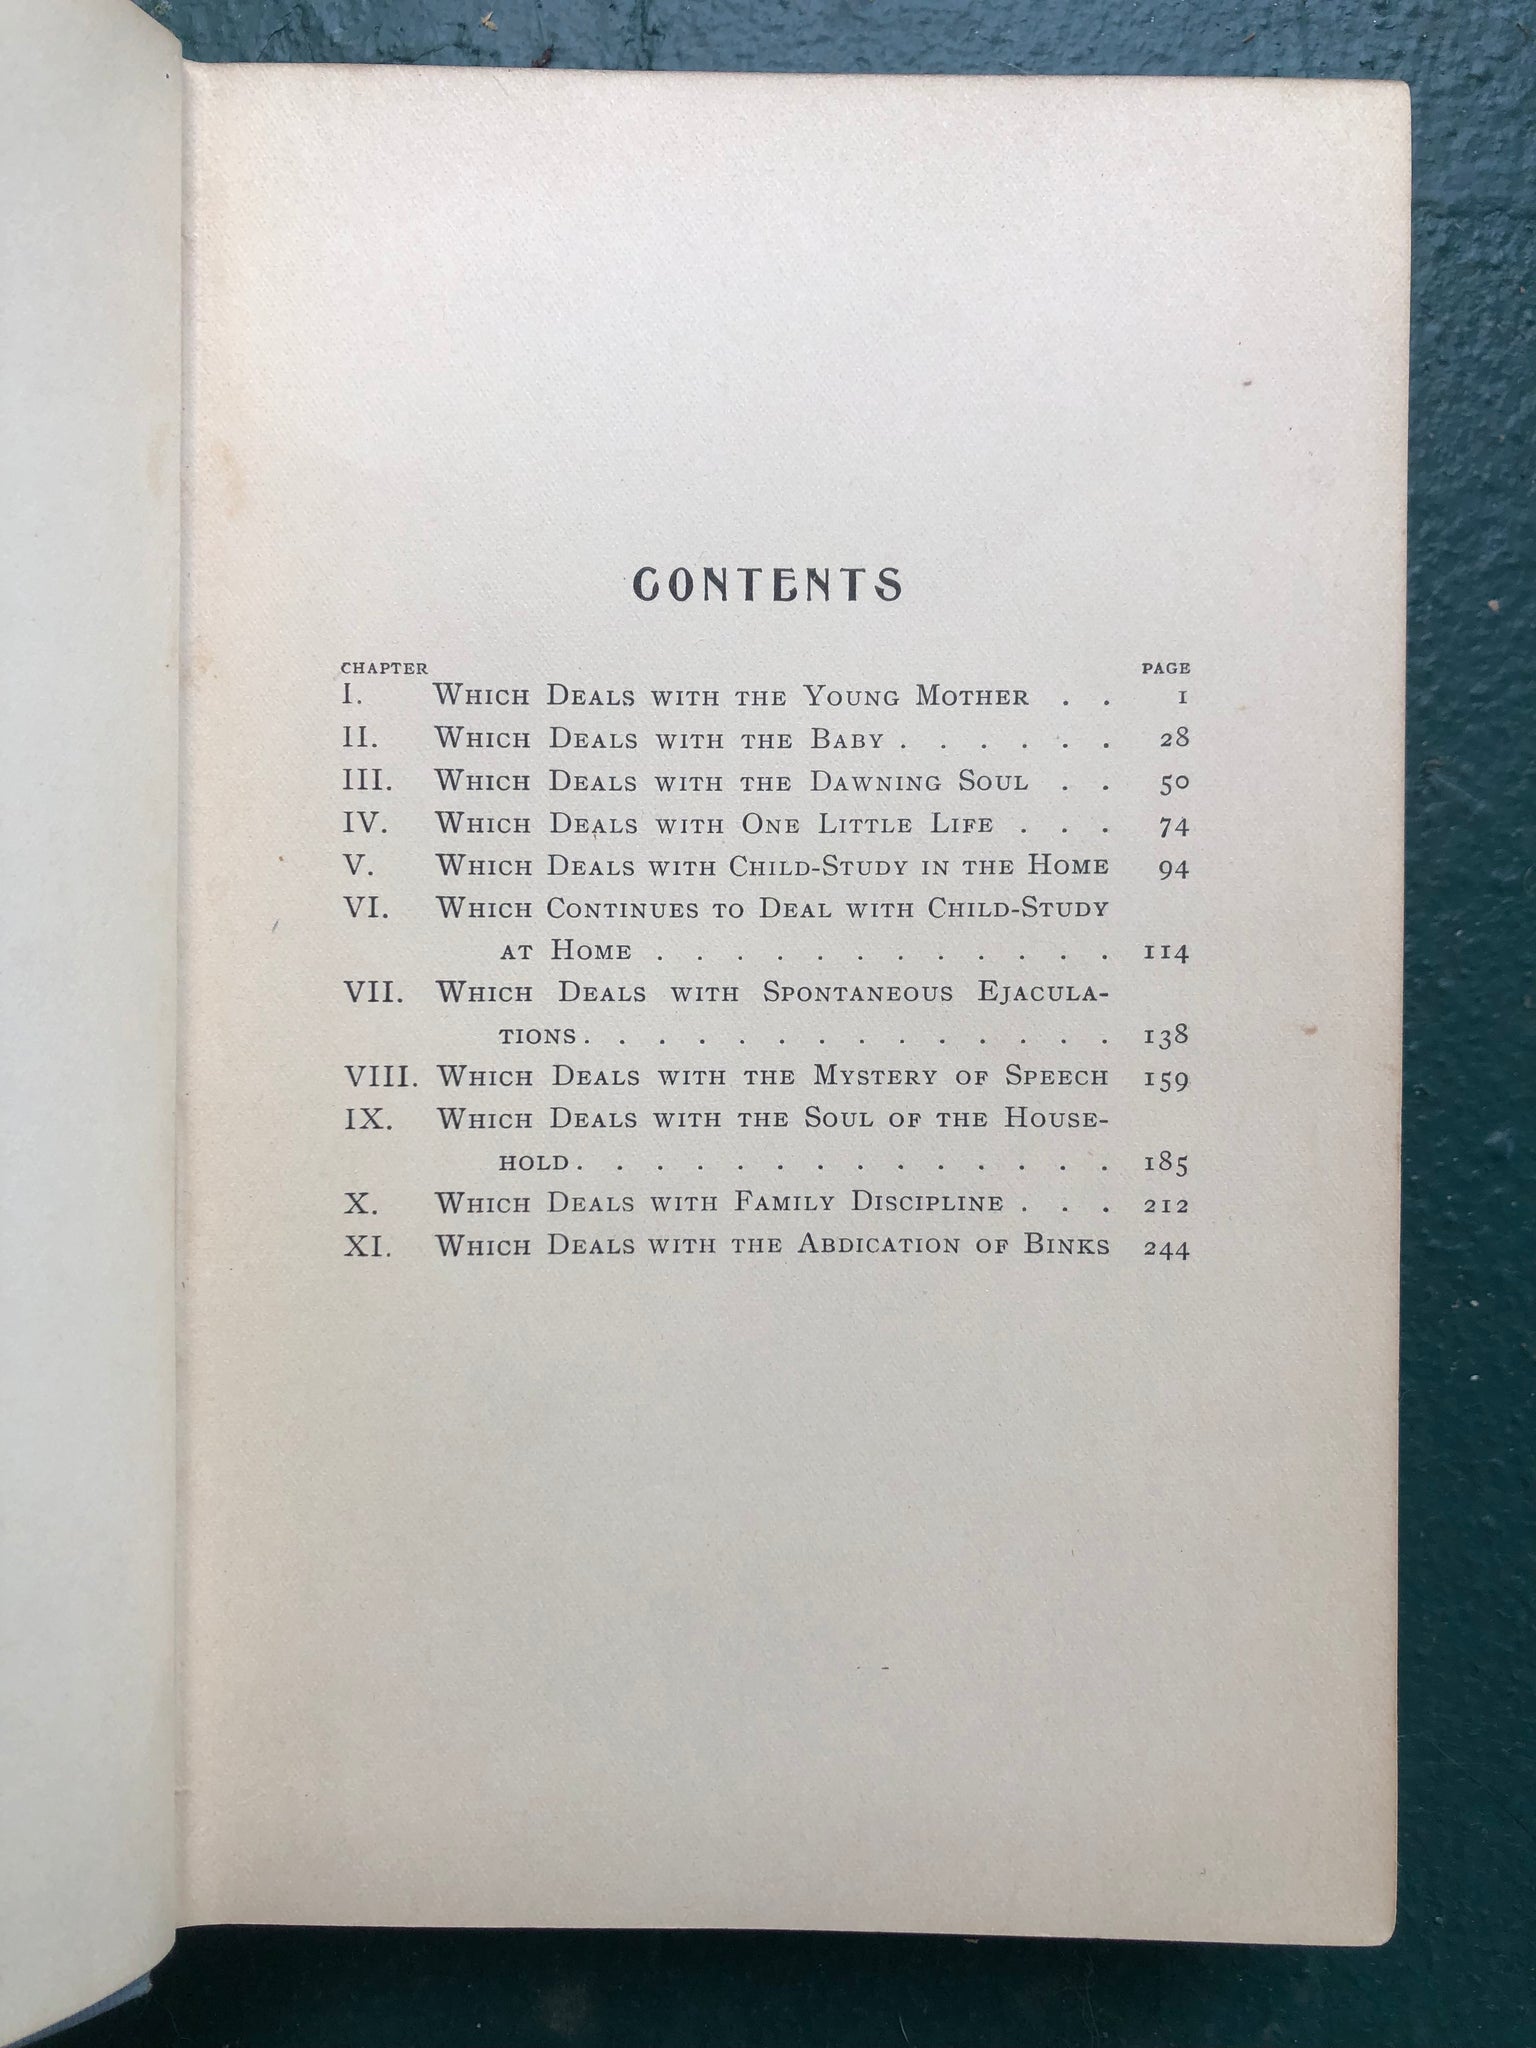 CONTENTS
CHAPTER PAGE
I. WHICH DEALS WITH THE YOUNG MOTHER . . 1
II. WHICH DEALS WITH THE BABY . . . . . . 28
III. WHICH DEALS WITH THE DAWNING SOUL . . 50
IV. WHICH DEALS WITH ONE LITTLE LIFE . . . 74
V. WHICH DEALS WITH CHILD-STUDY IN THE HOME 94
VI. WHICH CONTINUES TO DEAL WITH CHILD-STUDY
AT HOME . . . . . . . . . . . . 114
VII. WHICH DEALS WITH SPONTANEOUS EJACULA-
TIONS . . . . . . . . . . . . . . 138
VIII. WHICH DEALS WITH THE MYSTERY OF SPEECH 159
IX. WHICH DEALS WITH THE SOUL OF THE HOUSE-
HOLD . . . . . . . . . . . . . . 185
X. WHICH DEALS WITH FAMILY DISCIPLINE . . . 212
XI. WHICH DEALS WITH THE ABDICATION OF BINKS 244